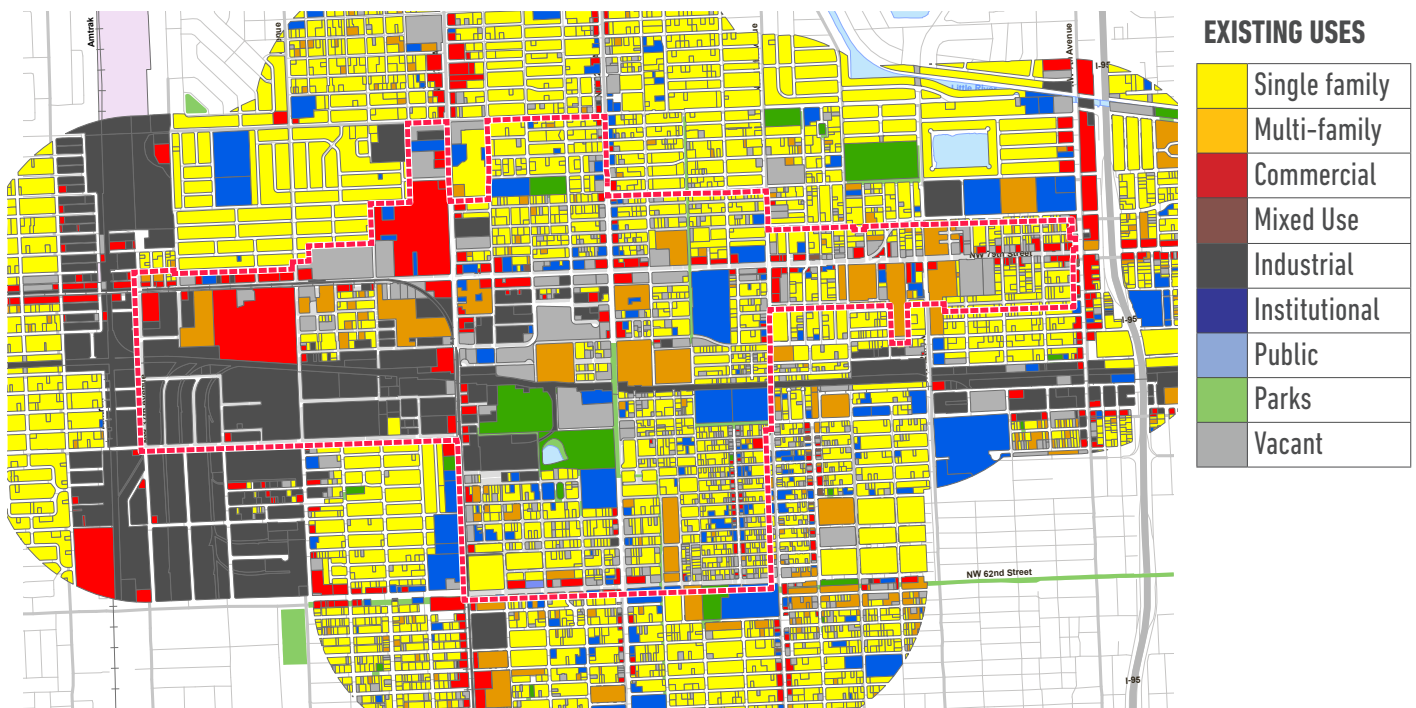 EXISTING USES
Single family
Multi-family
Commercial
Mixed Use
Industrial
Institutional
Public
Parks
Vacant
Amtrak
I-95
NW 79th Street
I-95
NW 62nd Street
I-95